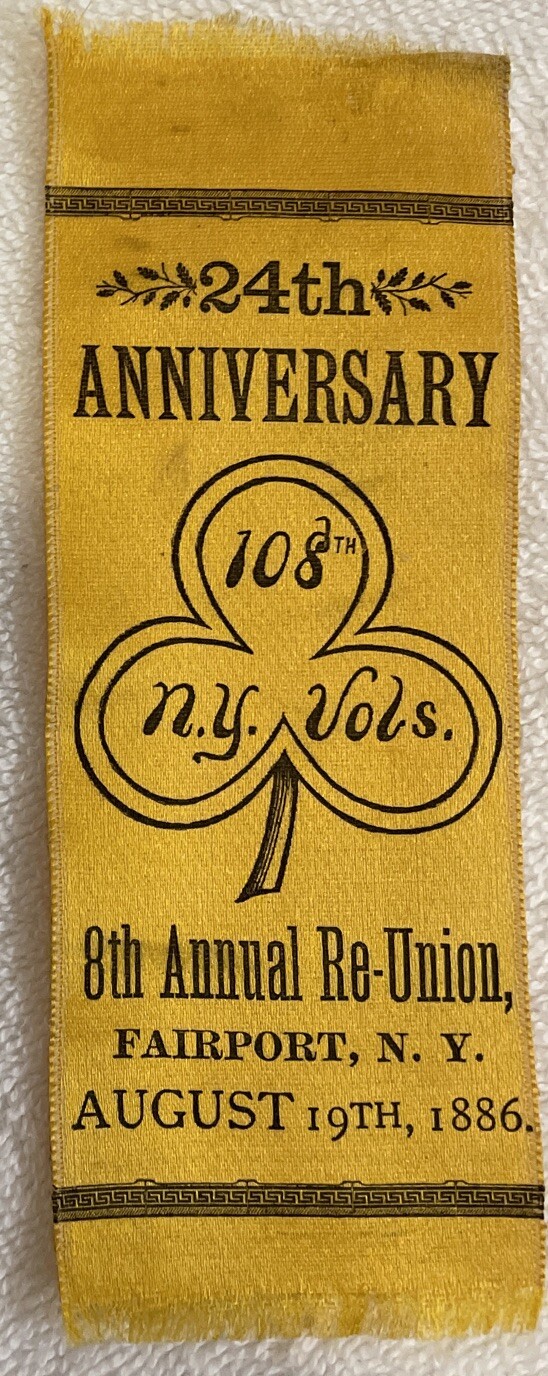 24th
ANNIVERSARY
108TH
N.Y. Vols.
8th Annual Re-Union,
FAIRPORT, N. Y.
AUGUST 19TH, 1886.